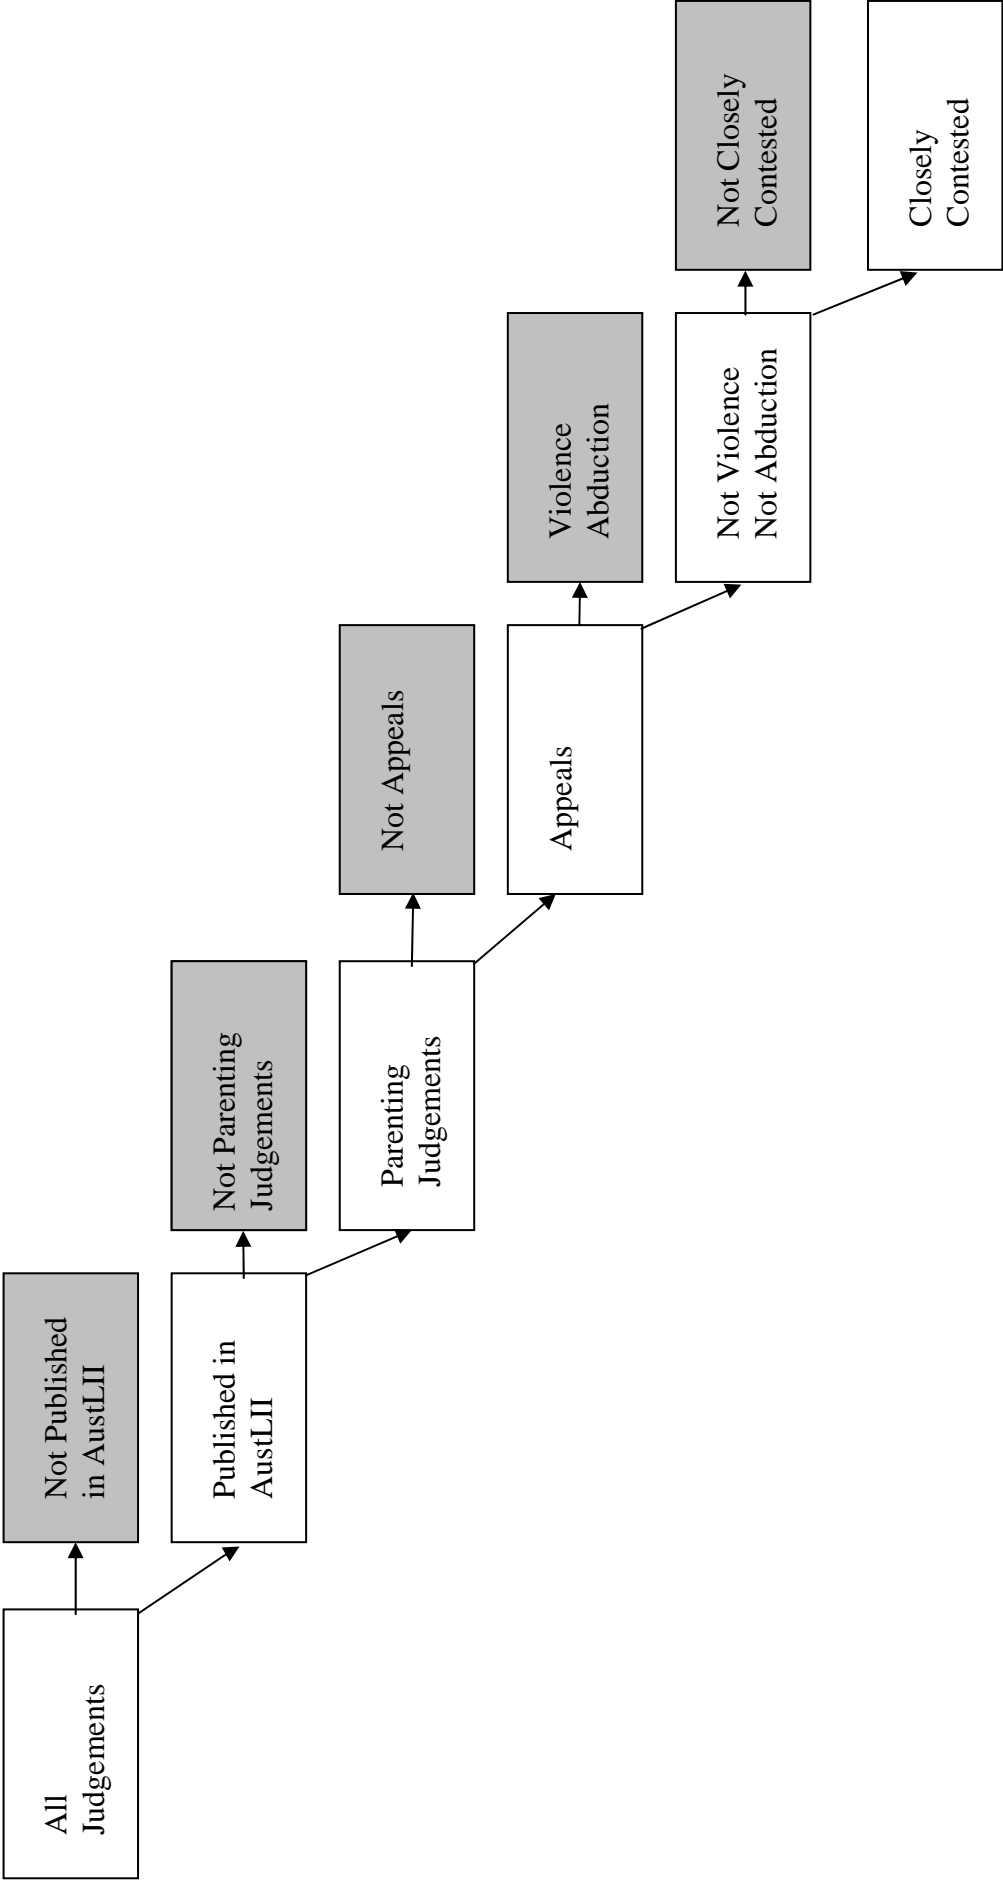 All
Judgements
Not Published
in AustLII
Published in
AustLII
Not Parenting
Judgements
Parenting
Judgements
Not Appeals
Appeals
Violence
Abduction
Not Violence
Not Abduction
Not Closely
Contested
Closely
Contested